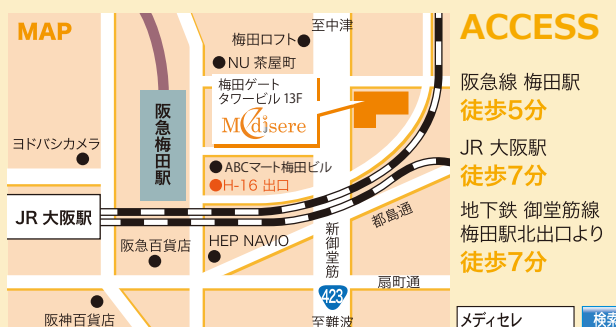 MAP
至中津
梅田ロフト
NU 茶屋町
梅田ゲート
タワービル 13F
Medisere
阪急梅田駅
ヨドバシカメラ
ABCマート梅田ビル
H-16 出口
JR 大阪駅
都島通
阪急百貨店
HEP NAVIO
新御堂筋
扇町通
423
阪神百貨店
至難波
ACCESS
阪急線 梅田駅
徒歩5分
JR 大阪駅
徒歩7分
地下鉄 御堂筋線
梅田駅北出口より
徒歩7分
メディセレ
検索